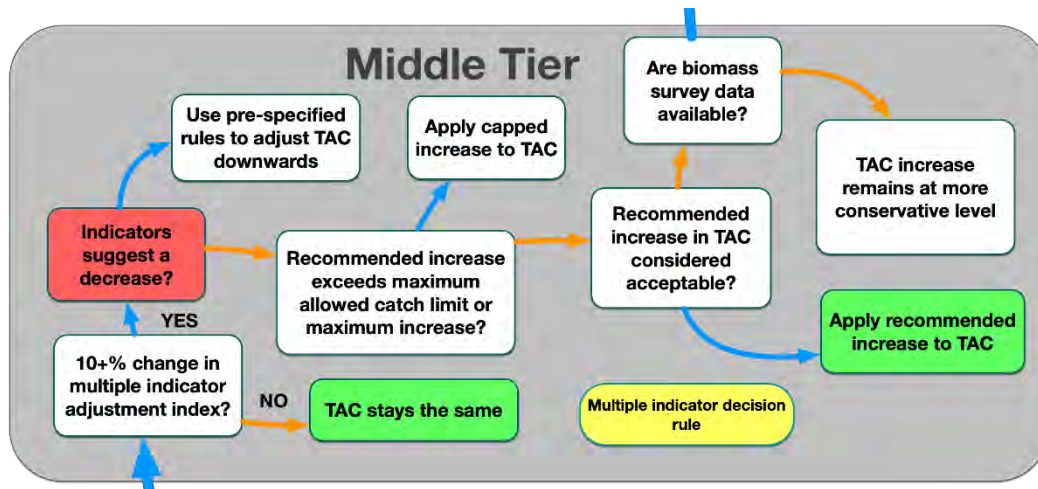 Middle Tier
Are biomass
survey data
available?
Use pre-specified
rules to adjust TAC
downwards
Apply capped
increase to TAC
TAC increase
remains at more
conservative level
Indicators
suggest a
decrease?
Recommended increase
exceeds maximum
allowed catch limit or
maximum increase?
Recommended
increase in TAC
considered
acceptable?
YES
Apply recommended
increase to TAC
10+% change in
multiple indicator
adjustment index?
NO
TAC stays the same
Multiple indicator decision
rule